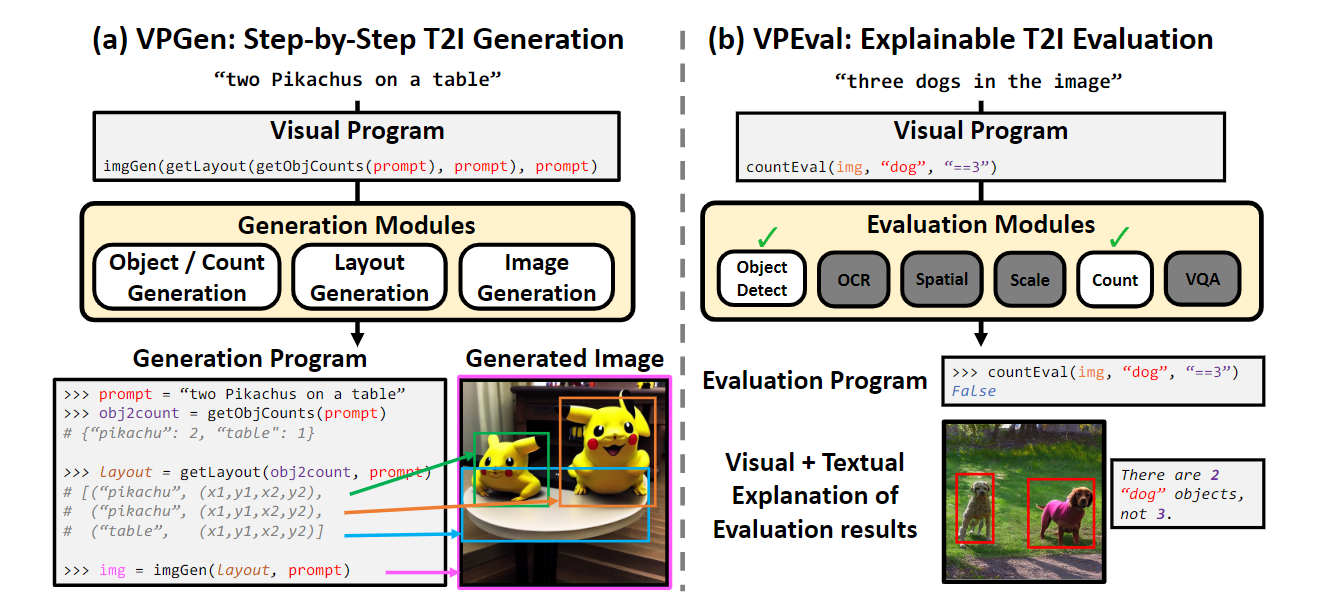 (a) VPGen: Step-by-Step T2I Generation
“two Pikachus on a table”
Visual Program
imgGen(getLayout(getObjCounts(prompt), prompt), prompt)
Generation Modules
Object / Count
Generation
Layout
Generation
Image
Generation
Generation Program
>>> prompt = “two Pikachus on a table”
>>> obj2count = getObjCounts(prompt)
# {“pikachu”: 2, “table": 1}
>>> layout = getLayout(obj2count, prompt)
# [(“pikachu”, (x1,y1,x2,y2),
#  (“pikachu”, (x1,y1,x2,y2),
#  (“table”,   (x1,y1,x2,y2)]
>>> img = imgGen(layout, prompt)
Generated Image
(b) VPEval: Explainable T2I Evaluation
“three dogs in the image”
Visual Program
countEval(img, “dog”, “==3”)
Evaluation Modules
✓
✓
Object
Detect
OCR
Spatial
Scale
Count
VQA
Evaluation Program
>>> countEval(img, “dog”, “==3”)
False
Visual + Textual
Explanation of
Evaluation results
There are 2
“dog” objects,
not 3.